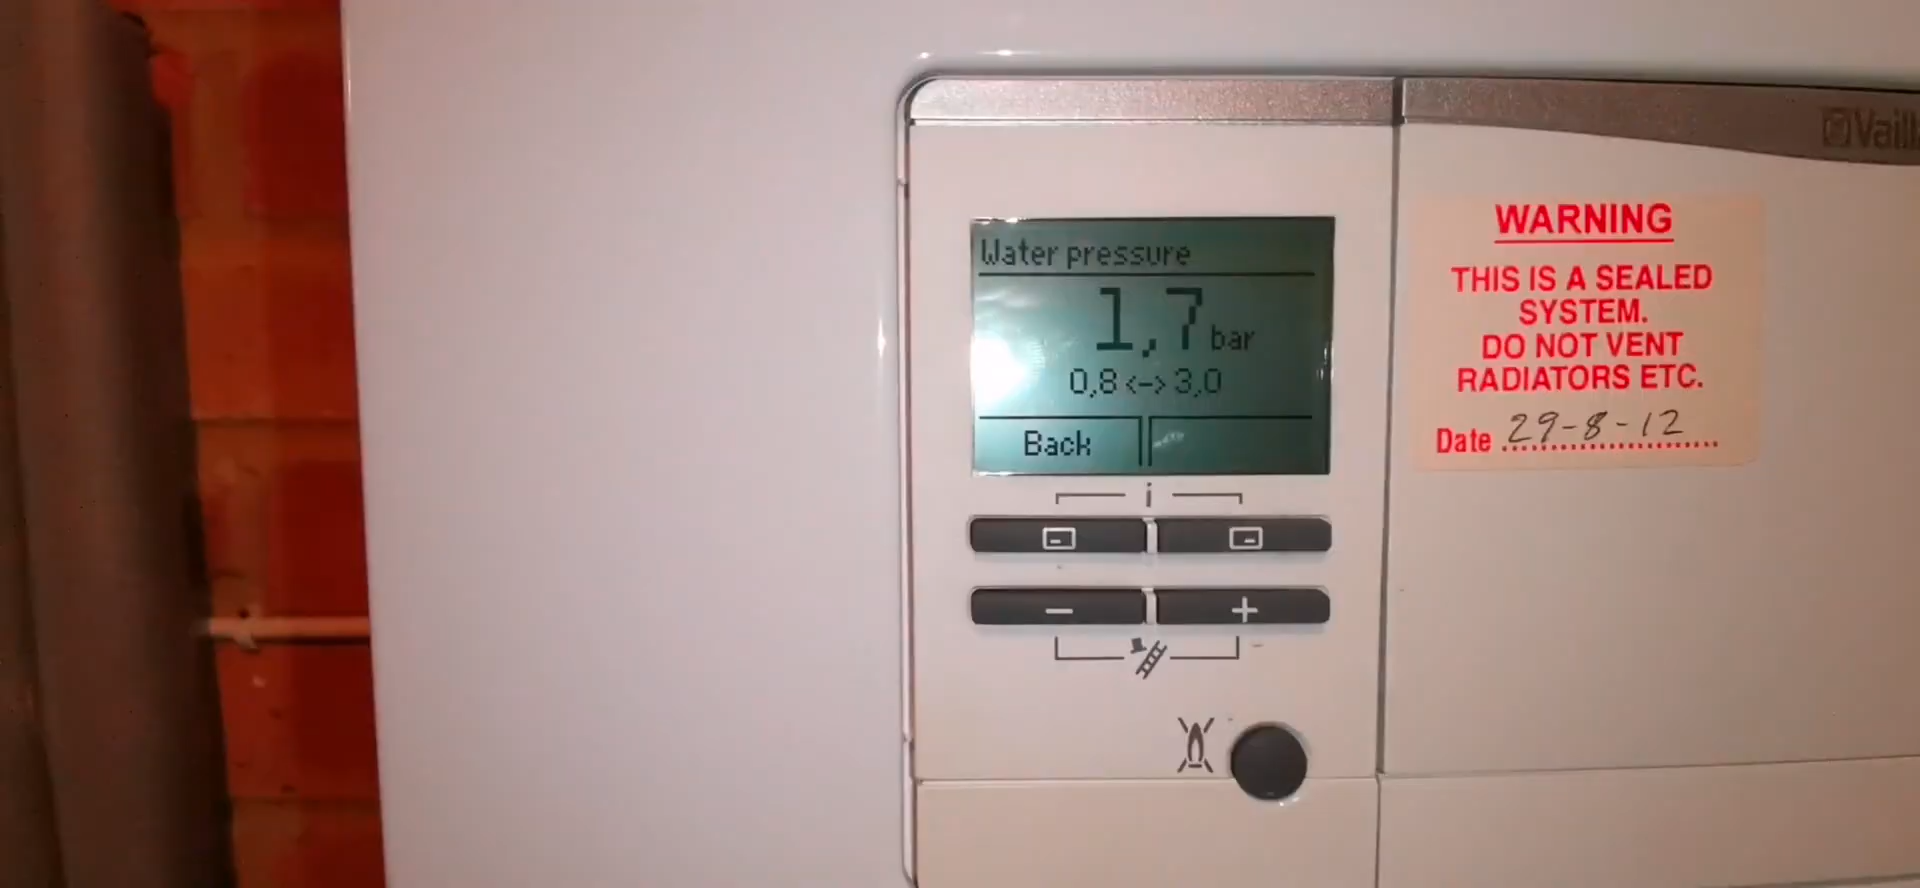 Water pressure
1,7 bar
0,8 <-> 3,0
Back
i
WARNING
THIS IS A SEALED
SYSTEM.
DO NOT VENT
RADIATORS ETC.
Date 29-8-12